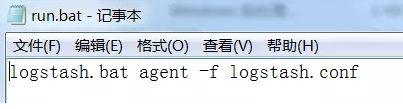 run.bat - 记事本
文件(F) 编辑(E) 格式(O) 查看(V) 帮助(H)
logstash.bat agent -f logstash.conf